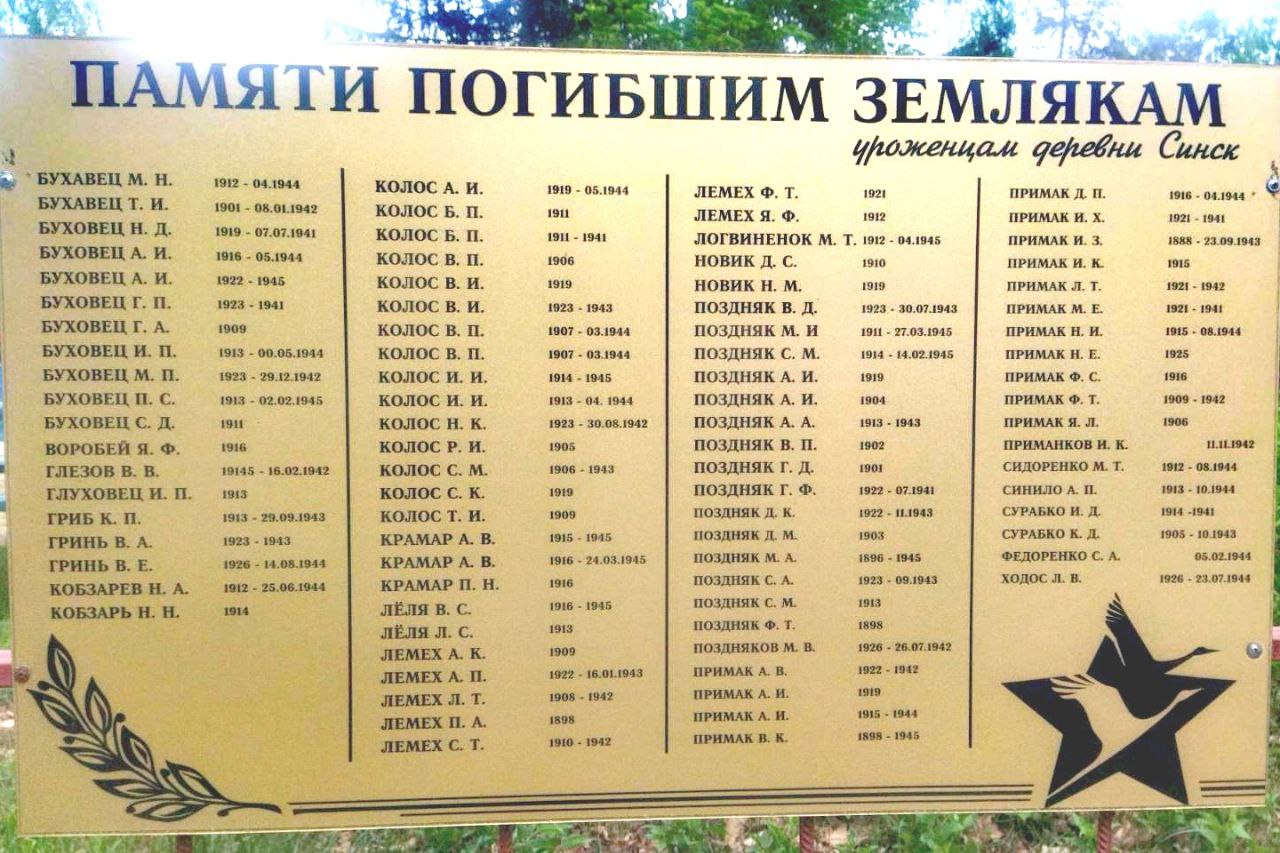 ПАМЯТИ ПОГИБШИМ ЗЕМЛЯКАМ
уроженцам деревни Синск
БУХАВЕЦ М. Н. 1912 - 04.1944
БУХАВЕЦ Т. И. 1901 - 08.01.1942
БУХОВЕЦ Н. Д. 1919 - 07.07.1941
БУХОВЕЦ А. И. 1916 - 05.1944
БУХОВЕЦ А. И. 1922 - 1945
БУХОВЕЦ Г. П. 1923 - 1941
БУХОВЕЦ Г. А. 1909
БУХОВЕЦ И. П. 1913 - 00.05.1944
БУХОВЕЦ М. П. 1923 - 29.12.1942
БУХОВЕЦ П. С. 1913 - 02.02.1945
БУХОВЕЦ С. Д. 1911
ВОРОБЕЙ Я. Ф. 1916
ГЛЕЗОВ В. В. 19145 - 16.02.1942
ГЛУХОВЕЦ И. П. 1913
ГРИБ К. П. 1913 - 29.09.1943
ГРИНЬ В. А. 1923 - 1943
ГРИНЬ В. Е. 1926 - 14.08.1944
КОБЗАРЕВ Н. А. 1912 - 25.06.1944
КОБЗАРЬ Н. Н. 1914
КОЛОС А. И. 1919 - 05.1944
КОЛОС Б. П. 1911
КОЛОС Б. П. 1911 - 1941
КОЛОС В. П. 1906
КОЛОС В. И. 1919
КОЛОС В. И. 1923 - 1943
КОЛОС В. П. 1907 - 03.1944
КОЛОС В. П. 1907 - 03.1944
КОЛОС И. И. 1914 - 1945
КОЛОС И. И. 1913 - 04. 1944
КОЛОС Н. К. 1923 - 30.08.1942
КОЛОС Р. И. 1905
КОЛОС С. М. 1906 - 1943
КОЛОС С. К. 1919
КОЛОС Т. И. 1909
КРАМАР А. В. 1915 - 1945
КРАМАР А. В. 1916 - 24.03.1945
КРАМАР П. Н. 1916
ЛЁЛЯ В. С. 1916 - 1945
ЛЁЛЯ Л. С. 1913
ЛЕМЕХ А. К. 1909
ЛЕМЕХ А. П. 1922 - 16.01.1943
ЛЕМЕХ Л. Т. 1908 - 1942
ЛЕМЕХ П. А. 1898
ЛЕМЕХ С. Т. 1910 - 1942
ЛЕМЕХ Ф. Т. 1921
ЛЕМЕХ Я. Ф. 1912
ЛОГВИНЕНОК М. Т. 1912 - 04.1945
НОВИК Д. С. 1910
НОВИК Н. М. 1919
ПОЗДНЯК В. Д. 1923 - 30.07.1943
ПОЗДНЯК М. И 1911 - 27.03.1945
ПОЗДНЯК С. М. 1914 - 14.02.1945
ПОЗДНЯК А. И. 1919
ПОЗДНЯК А. И. 1904
ПОЗДНЯК А. А. 1913 - 1943
ПОЗДНЯК В. П. 1902
ПОЗДНЯК Г. Д. 1901
ПОЗДНЯК Г. Ф. 1922 - 07.1941
ПОЗДНЯК Д. К. 1922 - 11.1943
ПОЗДНЯК Д. М. 1903
ПОЗДНЯК М. А. 1896 - 1945
ПОЗДНЯК С. А. 1923 - 09.1943
ПОЗДНЯК С. М. 1913
ПОЗДНЯК Ф. Т. 1898
ПОЗДНЯКОВ М. В. 1926 - 26.07.1942
ПРИМАК А. В. 1922 - 1942
ПРИМАК А. И. 1919
ПРИМАК А. И. 1915 - 1944
ПРИМАК В. К. 1898 - 1945
ПРИМАК Д. П. 1916 - 04.1944
ПРИМАК И. Х. 1921 - 1941
ПРИМАК И. З. 1888 - 23.09.1943
ПРИМАК И. К. 1915
ПРИМАК Л. Т. 1921 - 1942
ПРИМАК М. Е. 1921 - 1941
ПРИМАК Н. И. 1915 - 08.1944
ПРИМАК Н. Е. 1925
ПРИМАК Ф. С. 1916
ПРИМАК Ф. Т. 1909 - 1942
ПРИМАК Я. Л. 1906
ПРИМАНКОВ И. К. 11.11.1942
СИДОРЕНКО М. Т. 1912 - 08.1944
СИНИЛО А. П. 1913 - 10.1944
СУРАБКО И. Д. 1914 -1941
СУРАБКО К. Д. 1905 - 10.1943
ФЕДОРЕНКО С. А. 05.02.1944
ХОДОС Л. В. 1926 - 23.07.1944